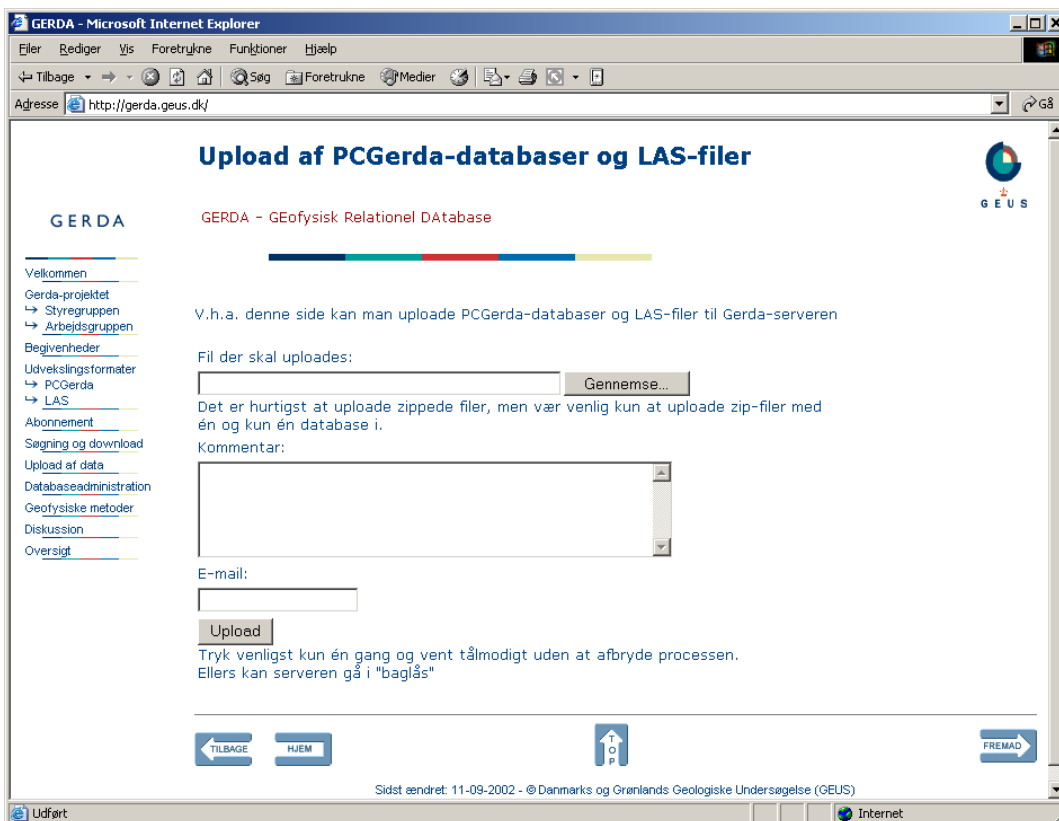 GERDA - Microsoft Internet Explorer
Filer Rediger Vis Foretrukne Funktioner Hjælp
Tilbage Søg Foretrukne Medier
Adresse http://gerda.geus.dk/ Gå
Upload af PCGerda-databaser og LAS-filer
GEUS
GERDA
GERDA - GEofysisk Relationel DAtabase
Velkommen
Gerda-projektet
↳ Styregruppen
↳ Arbejdsgruppen
Begivenheder
Udvekslingsformater
↳ PCGerda
↳ LAS
Abonnement
Søgning og download
Upload af data
Databaseadministration
Geofysiske metoder
Diskussion
Oversigt
V.h.a. denne side kan man uploade PCGerda-databaser og LAS-filer til Gerda-serveren
Fil der skal uploades:
Gennemse...
Det er hurtigst at uploade zippede filer, men vær venlig kun at uploade zip-filer med
én og kun én database i.
Kommentar:
E-mail:
Upload
Tryk venligst kun én gang og vent tålmodigt uden at afbryde processen.
Ellers kan serveren gå i "baglås"
TILBAGE HJEM TOP FREMAD
Sidst ændret: 11-09-2002 - © Danmarks og Grønlands Geologiske Undersøgelse (GEUS)
Udført Internet